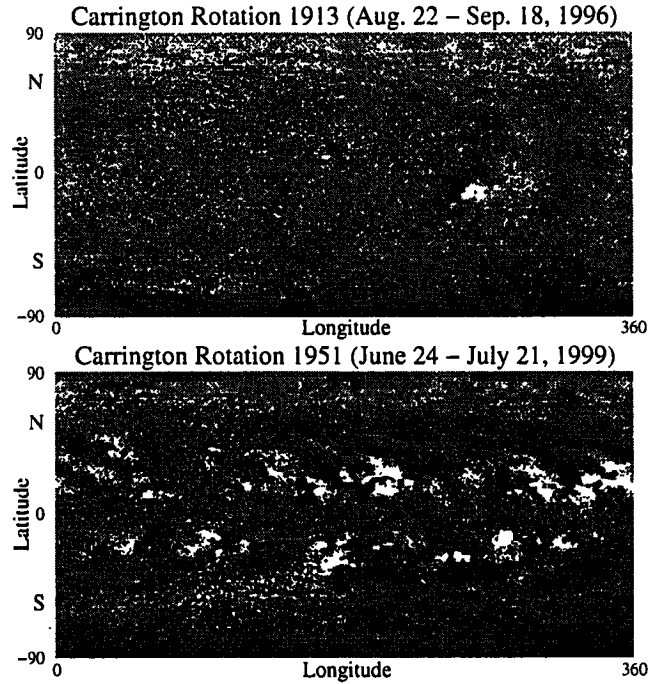 Carrington Rotation 1913 (Aug. 22 – Sep. 18, 1996)
90
N
Latitude
0
S
−90
0
Longitude
360
Carrington Rotation 1951 (June 24 – July 21, 1999)
90
N
Latitude
0
S
−90
0
Longitude
360